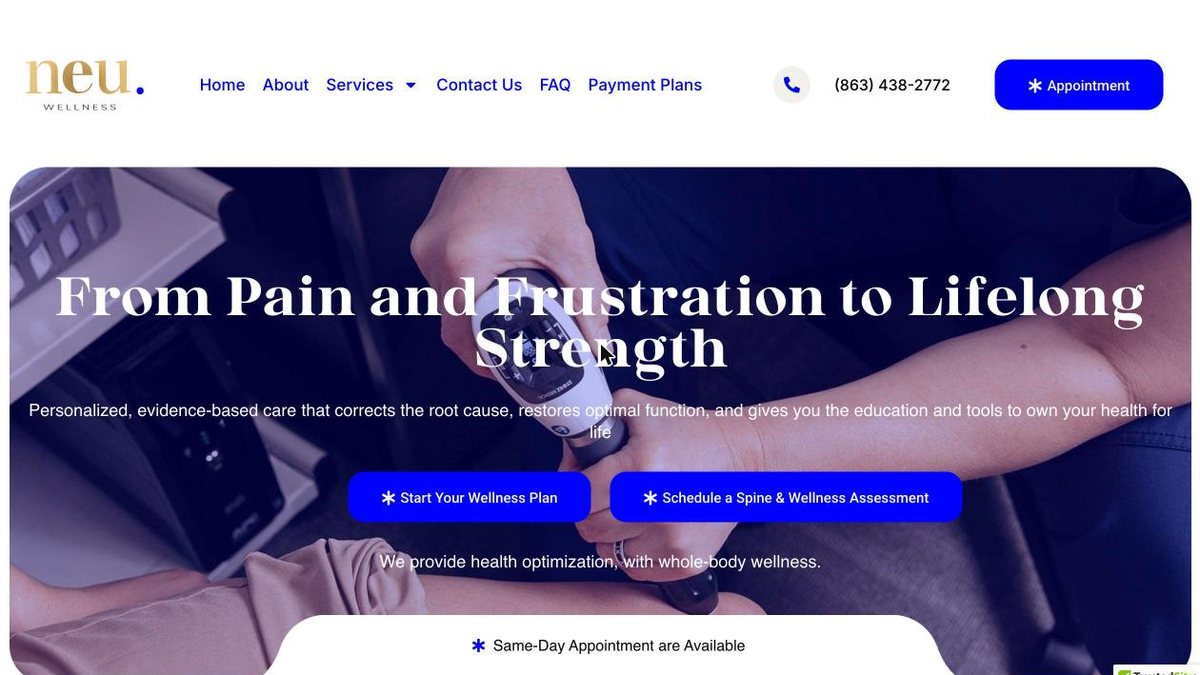 neu.
WELLNESS
Home About Services Contact Us FAQ Payment Plans
(863) 438-2772
Appointment
From Pain and Frustration to Lifelong
Strength
Personalized, evidence-based care that corrects the root cause, restores optimal function, and gives you the education and tools to own your health for
life
Start Your Wellness Plan
Schedule a Spine & Wellness Assessment
We provide health optimization, with whole-body wellness.
Same-Day Appointment are Available
TrustedSite